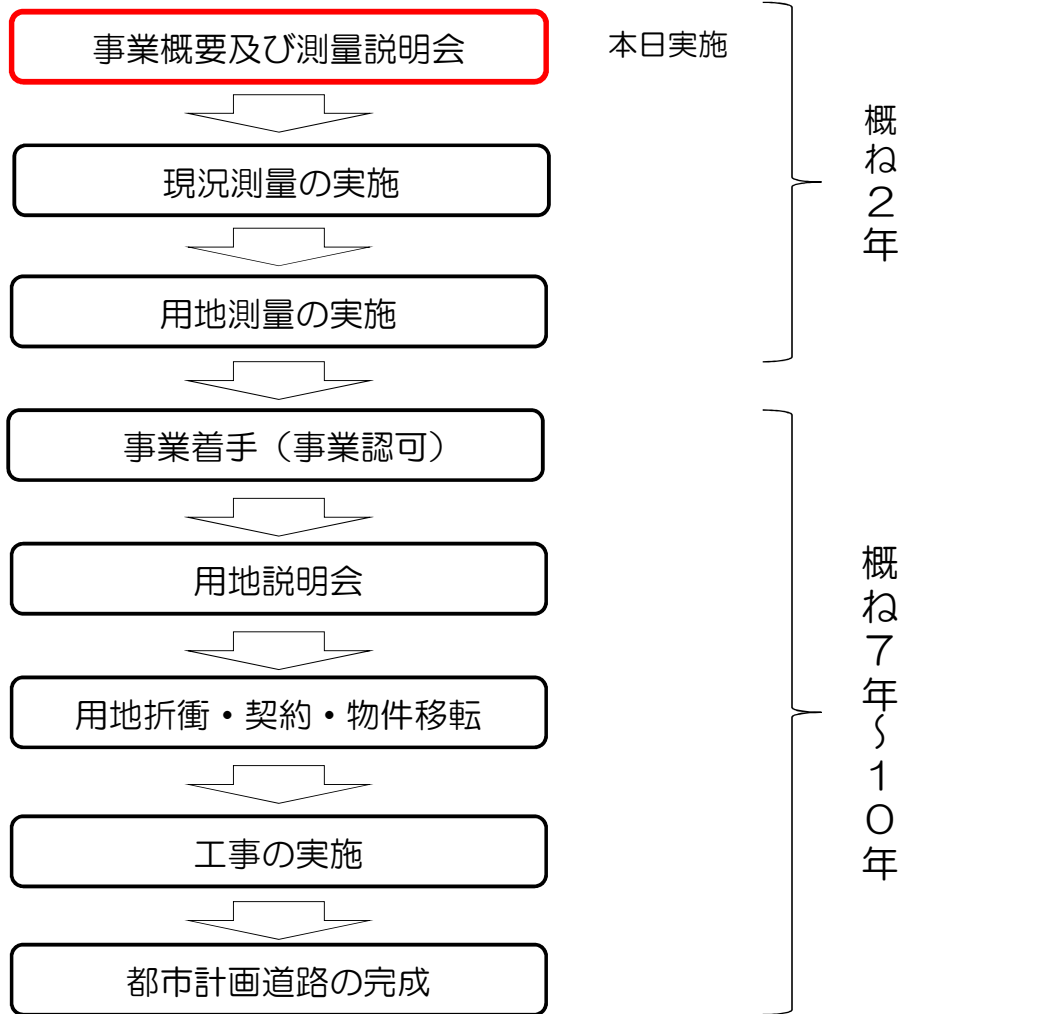 事業概要及び測量説明会
本日実施
現況測量の実施
用地測量の実施
概ね２年
事業着手（事業認可）
用地説明会
用地折衝・契約・物件移転
工事の実施
都市計画道路の完成
概ね７年～１０年